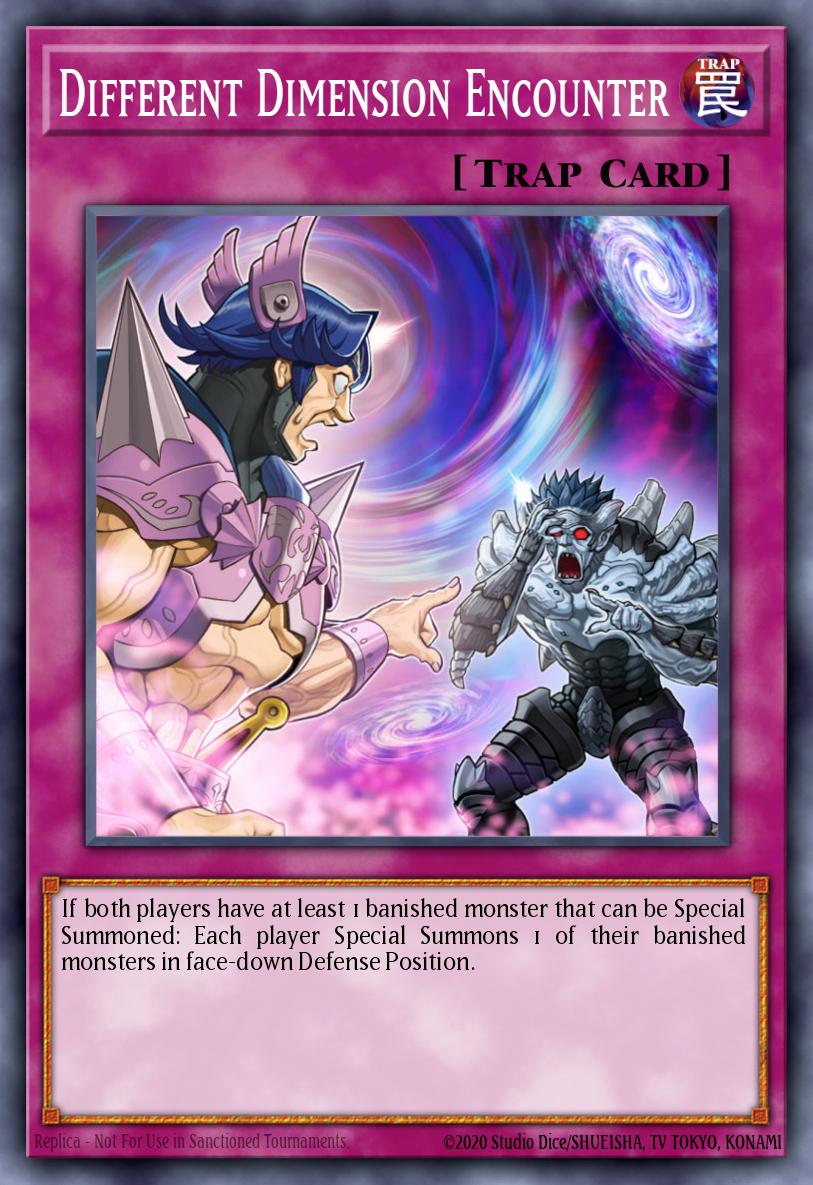 Different Dimension Encounter
TRAP
罠
[Trap Card]
If both players have at least 1 banished monster that can be Special
Summoned: Each player Special Summons 1 of their banished
monsters in face-down Defense Position.
Replica - Not For Use in Sanctioned Tournaments.
©2020 Studio Dice/SHUEISHA, TV TOKYO, KONAMI